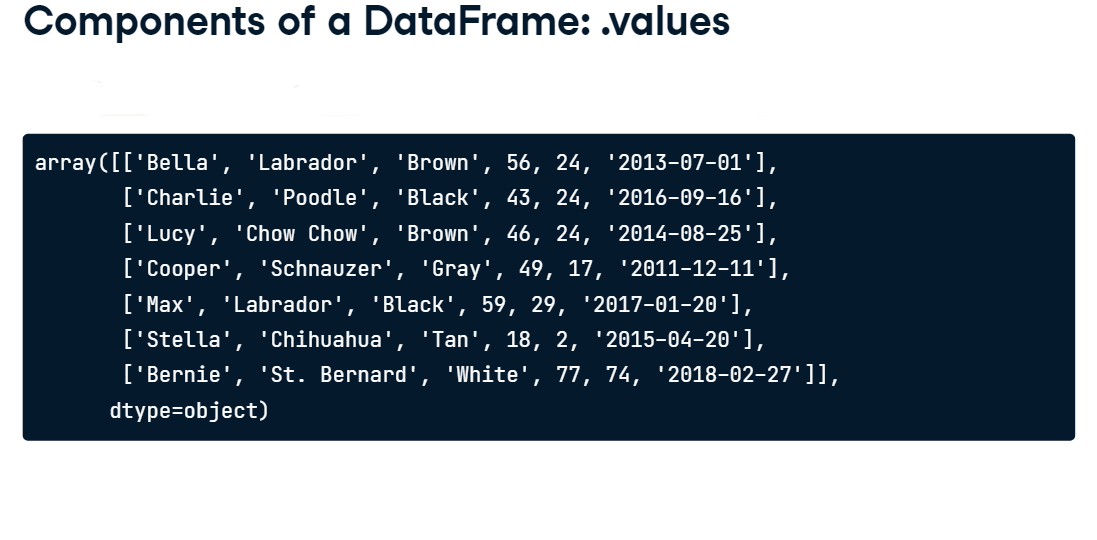 Components of a DataFrame: .values
array([['Bella', 'Labrador', 'Brown', 56, 24, '2013-07-01'],
['Charlie', 'Poodle', 'Black', 43, 24, '2016-09-16'],
['Lucy', 'Chow Chow', 'Brown', 46, 24, '2014-08-25'],
['Cooper', 'Schnauzer', 'Gray', 49, 17, '2011-12-11'],
['Max', 'Labrador', 'Black', 59, 29, '2017-01-20'],
['Stella', 'Chihuahua', 'Tan', 18, 2, '2015-04-20'],
['Bernie', 'St. Bernard', 'White', 77, 74, '2018-02-27']],
dtype=object)